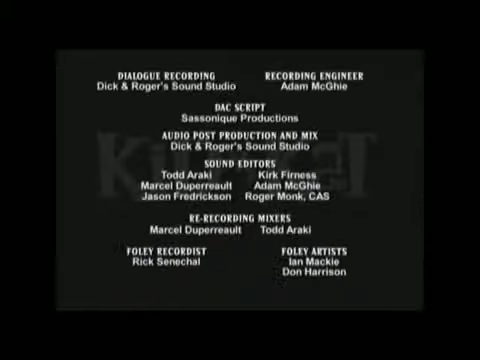 DIALOGUE RECORDING RECORDING ENGINEER
Dick & Roger's Sound Studio Adam McGhie
DAC SCRIPT
Sassonique Productions
AUDIO POST PRODUCTION AND MIX
Dick & Roger's Sound Studio
SOUND EDITORS
Todd Araki Kirk Firness
Marcel Duperreault Adam McGhie
Jason Fredrickson Roger Monk, CAS
RE-RECORDING MIXERS
Marcel Duperreault Todd Araki
FOLEY RECORDIST FOLEY ARTISTS
Rick Senechal Ian Mackie
Don Harrison